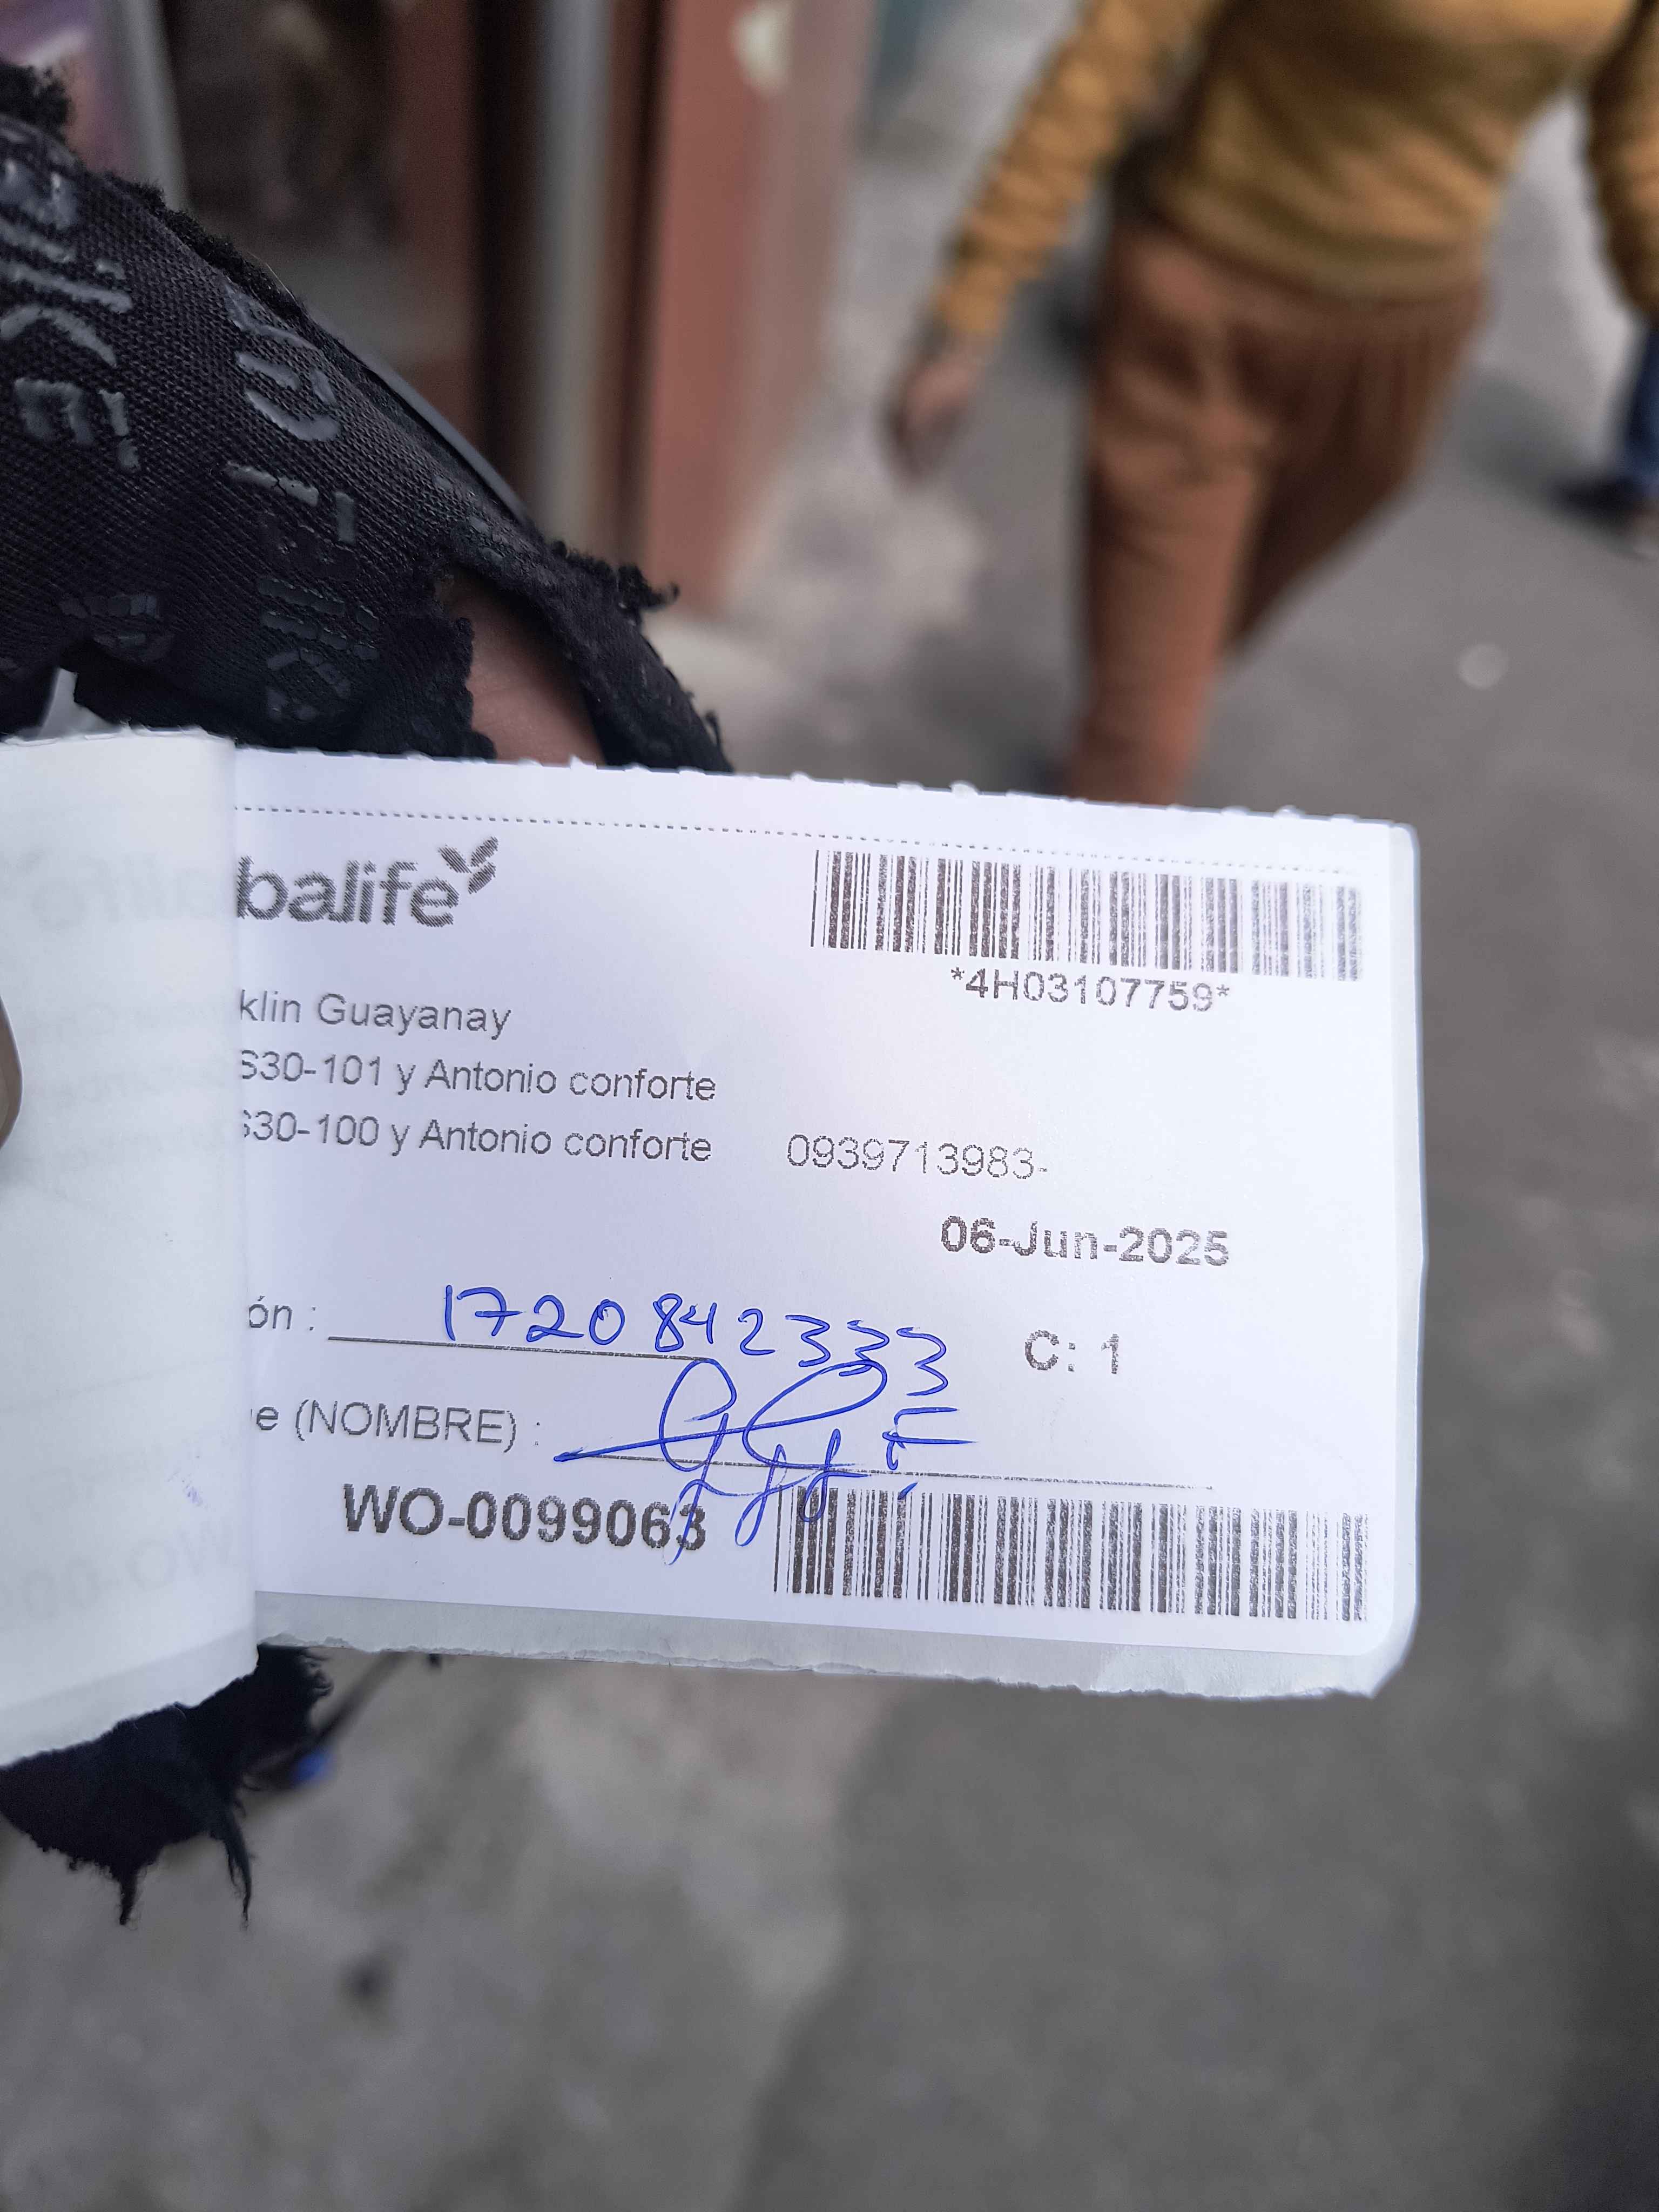 balife
*4H03107759*
klin Guayanay
S30-101 y Antonio conforte
S30-100 y Antonio conforte 0939713983-
06-Jun-2025
ón : 1720842333 C: 1
e (NOMBRE) :
WO-0099063